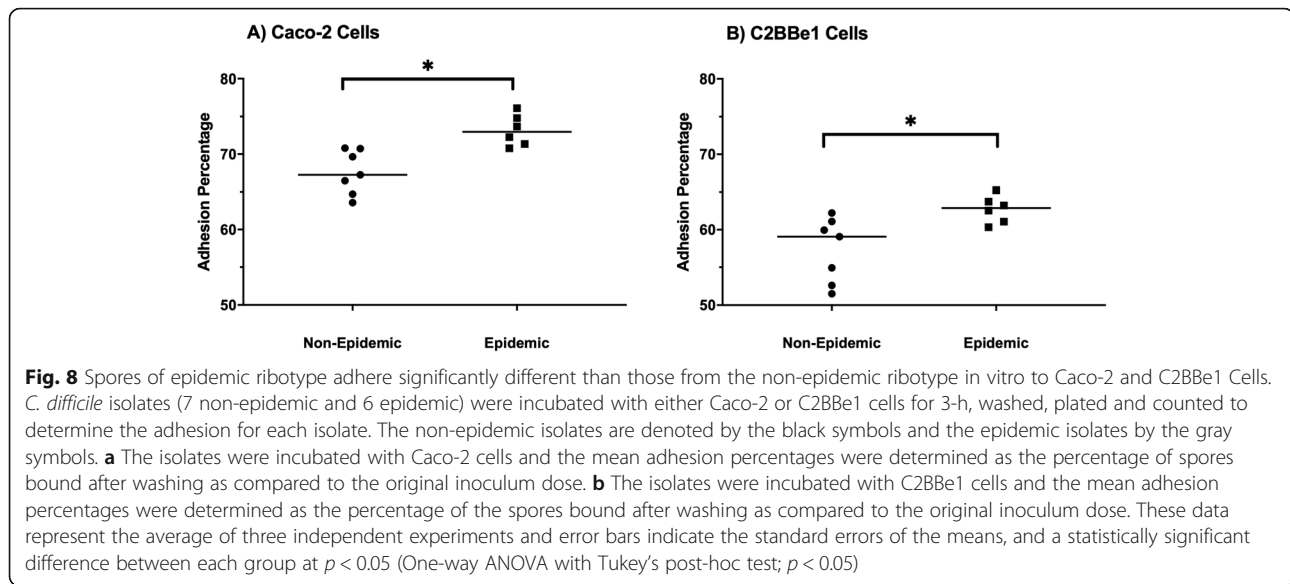 A) Caco-2 Cells
*
80
70
60
50
Adhesion Percentage
Non-Epidemic
Epidemic
B) C2BBe1 Cells
*
80
70
60
50
Adhesion Percentage
Non-Epidemic
Epidemic
Fig. 8 Spores of epidemic ribotype adhere significantly different than those from the non-epidemic ribotype in vitro to Caco-2 and C2BBe1 Cells.
C. difficile isolates (7 non-epidemic and 6 epidemic) were incubated with either Caco-2 or C2BBe1 cells for 3-h, washed, plated and counted to
determine the adhesion for each isolate. The non-epidemic isolates are denoted by the black symbols and the epidemic isolates by the gray
symbols. a The isolates were incubated with Caco-2 cells and the mean adhesion percentages were determined as the percentage of spores
bound after washing as compared to the original inoculum dose. b The isolates were incubated with C2BBe1 cells and the mean adhesion
percentages were determined as the percentage of the spores bound after washing as compared to the original inoculum dose. These data
represent the average of three independent experiments and error bars indicate the standard errors of the means, and a statistically significant
difference between each group at p < 0.05 (One-way ANOVA with Tukey's post-hoc test; p < 0.05)